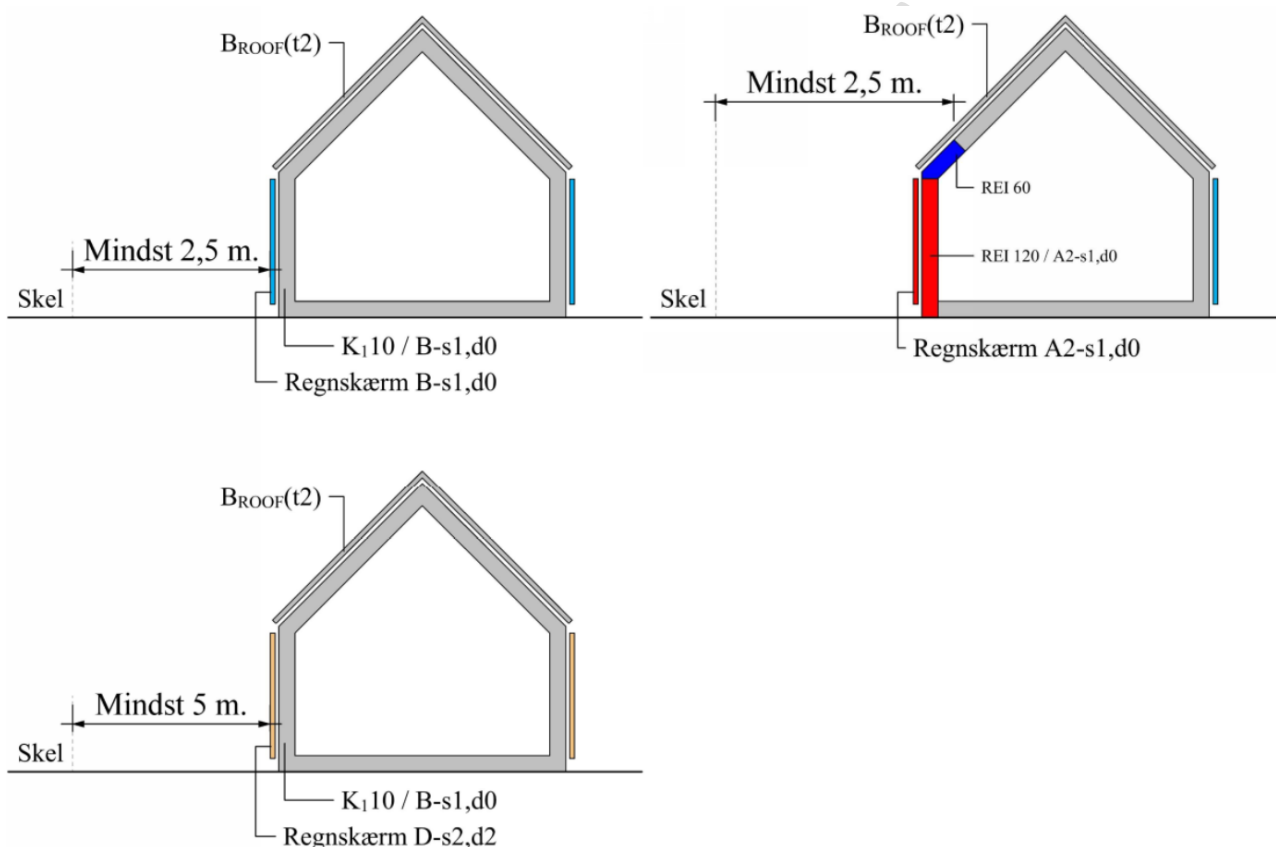 BROOF(t2)
Mindst 2,5 m.
Skel
K₁10 / B-s1,d0
Regnskærm B-s1,d0
BROOF(t2)
Mindst 2,5 m.
REI 60
REI 120 / A2-s1,d0
Skel
Regnskærm A2-s1,d0
BROOF(t2)
Mindst 5 m.
Skel
K₁10 / B-s1,d0
Regnskærm D-s2,d2